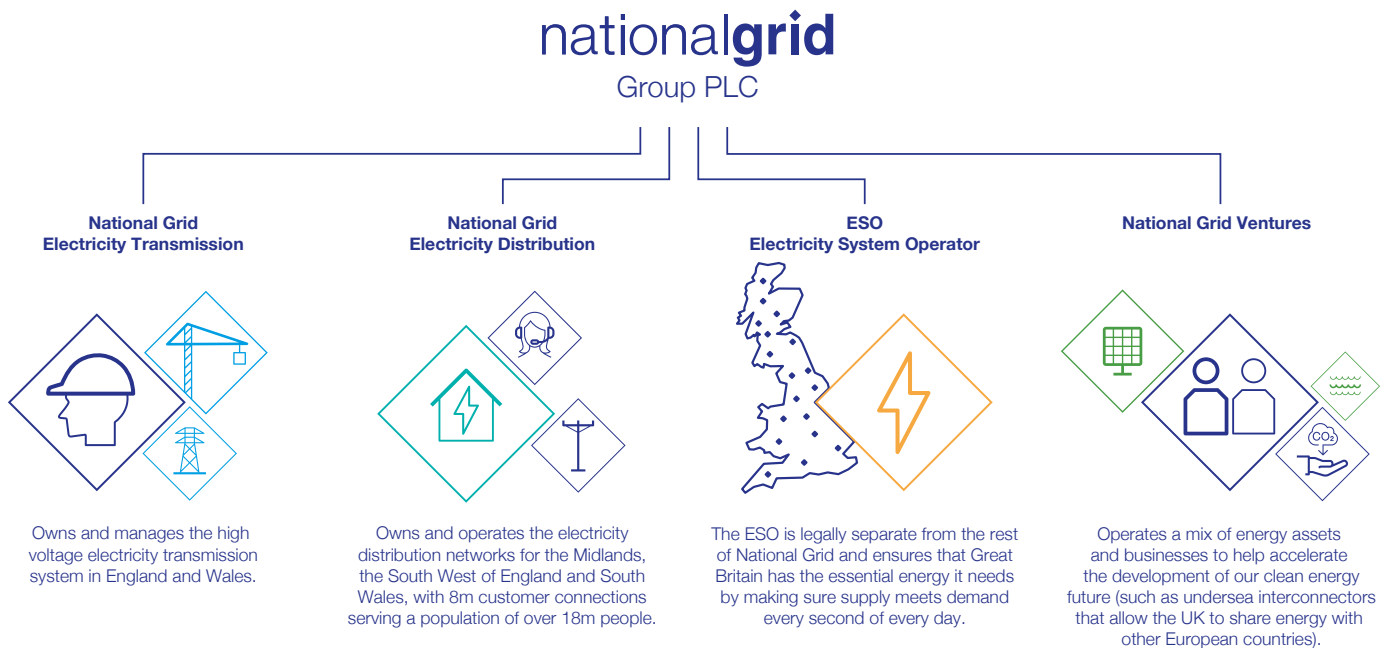 nationalgrid
Group PLC
National Grid
Electricity Transmission
National Grid
Electricity Distribution
ESO
Electricity System Operator
National Grid Ventures
CO₂
Owns and manages the high
voltage electricity transmission
system in England and Wales.
Owns and operates the electricity
distribution networks for the Midlands,
the South West of England and South
Wales, with 8m customer connections
serving a population of over 18m people.
The ESO is legally separate from the rest
of National Grid and ensures that Great
Britain has the essential energy it needs
by making sure supply meets demand
every second of every day.
Operates a mix of energy assets
and businesses to help accelerate
the development of our clean energy
future (such as undersea interconnectors
that allow the UK to share energy with
other European countries).